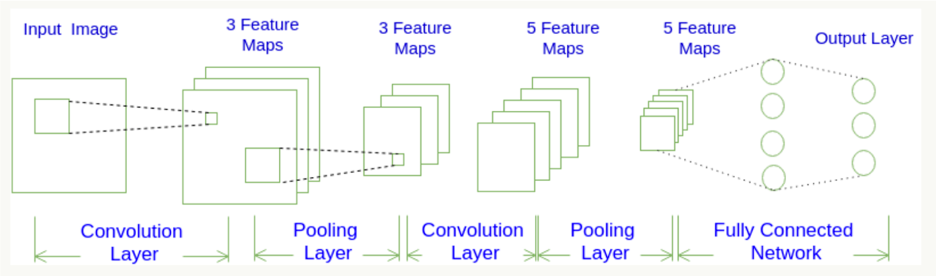 Input Image
3 Feature
Maps
3 Feature
Maps
5 Feature
Maps
5 Feature
Maps
Output Layer
Convolution
Layer
Pooling
Layer
Convolution
Layer
Pooling
Layer
Fully Connected
Network